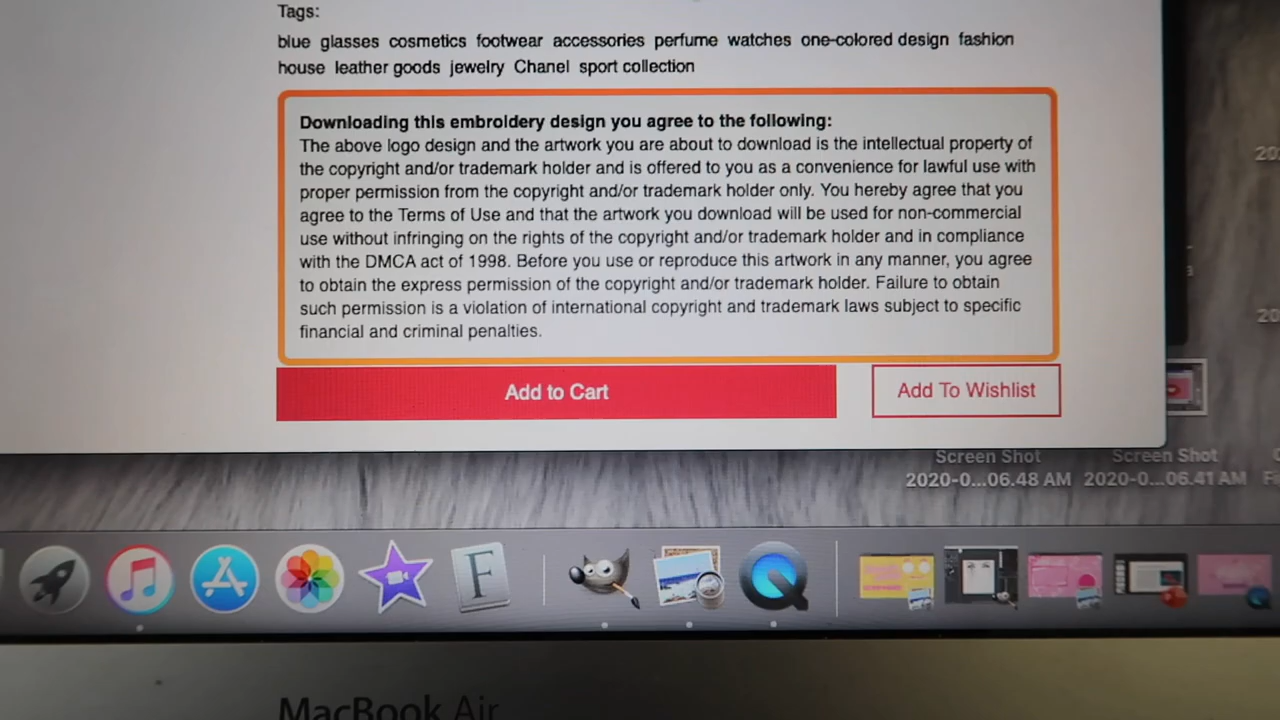 Tags:
blue glasses cosmetics footwear accessories perfume watches one-colored design fashion
house leather goods jewelry Chanel sport collection
Downloading this embroidery design you agree to the following:
The above logo design and the artwork you are about to download is the intellectual property of
the copyright and/or trademark holder and is offered to you as a convenience for lawful use with
proper permission from the copyright and/or trademark holder only. You hereby agree that you
agree to the Terms of Use and that the artwork you download will be used for non-commercial
use without infringing on the rights of the copyright and/or trademark holder and in compliance
with the DMCA act of 1998. Before you use or reproduce this artwork in any manner, you agree
to obtain the express permission of the copyright and/or trademark holder. Failure to obtain
such permission is a violation of international copyright and trademark laws subject to specific
financial and criminal penalties.
Add to Cart
Add To Wishlist
Screen Shot
2020-0...06.48 AM
Screen Shot
2020-0...06.41 AM
20
20
F
MacBook Air